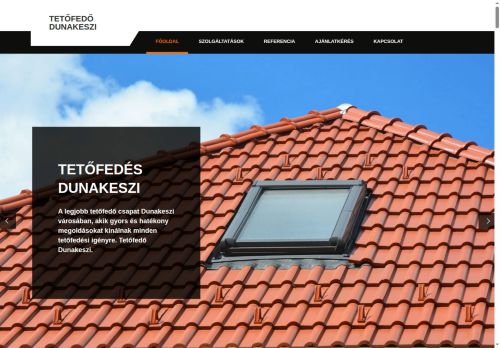 TETŐFEDŐ
DUNAKESZI
FŐOLDAL SZOLGÁLTATÁSOK REFERENCIA AJÁNLATKÉRÉS KAPCSOLAT
TETŐFEDÉS
DUNAKESZI
A legjobb tetőfedő csapat Dunakeszi
városában, akik gyors és hatékony
megoldásokat kínálnak minden
tetőfedési igényre. Tetőfedő
Dunakeszi.